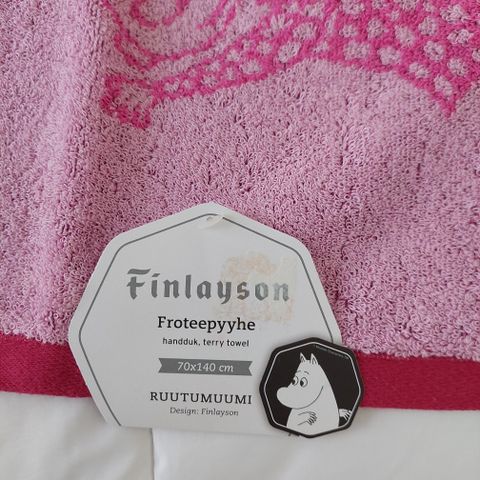 Finlayson
Froteepyyhe
handduk, terry towel
70x140 cm
RUUTUMUUMI
Design: Finlayson